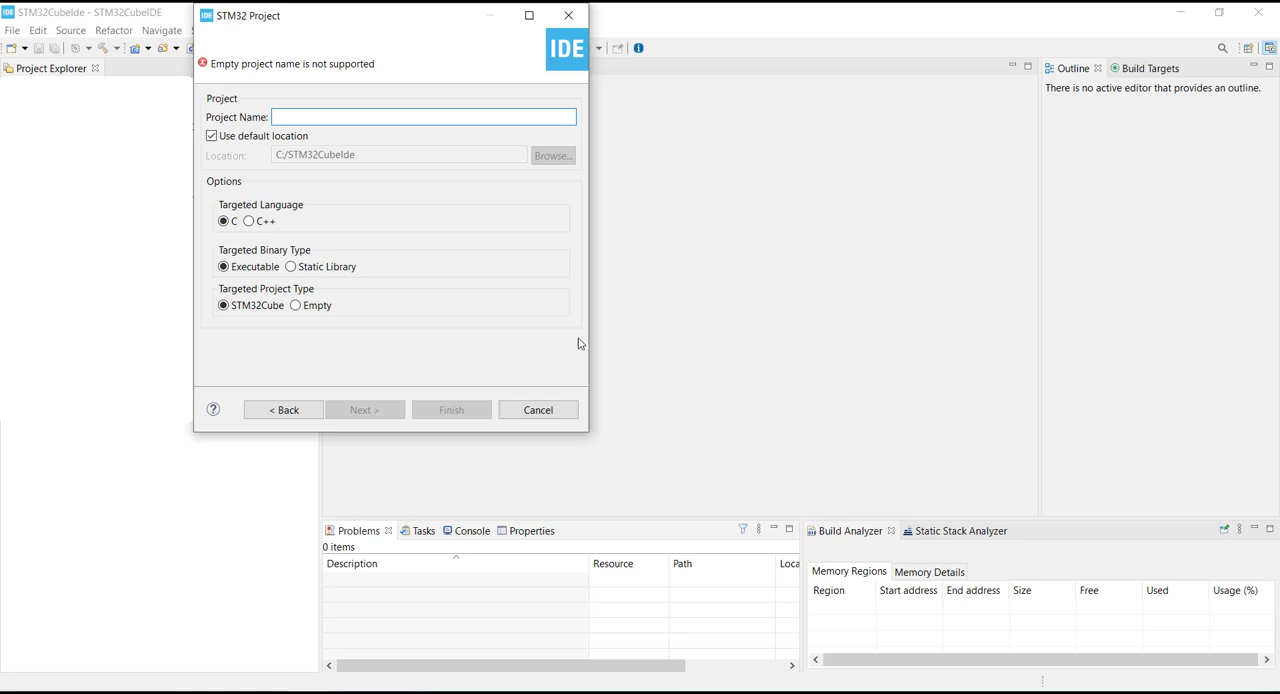 IDE STM32CubeIde - STM32CubeIDE
File Edit Source Refactor Navigate
Project Explorer
IDE STM32 Project
Empty project name is not supported
IDE
Project
Project Name:
Use default location
Location: C:/STM32CubeIde Browse...
Options
Targeted Language
C C++
Targeted Binary Type
Executable Static Library
Targeted Project Type
STM32Cube Empty
? < Back Next > Finish Cancel
Outline Build Targets
There is no active editor that provides an outline.
Problems Tasks Console Properties
0 items
Description Resource Path Loca
Build Analyzer Static Stack Analyzer
Memory Regions Memory Details
Region Start address End address Size Free Used Usage (%)